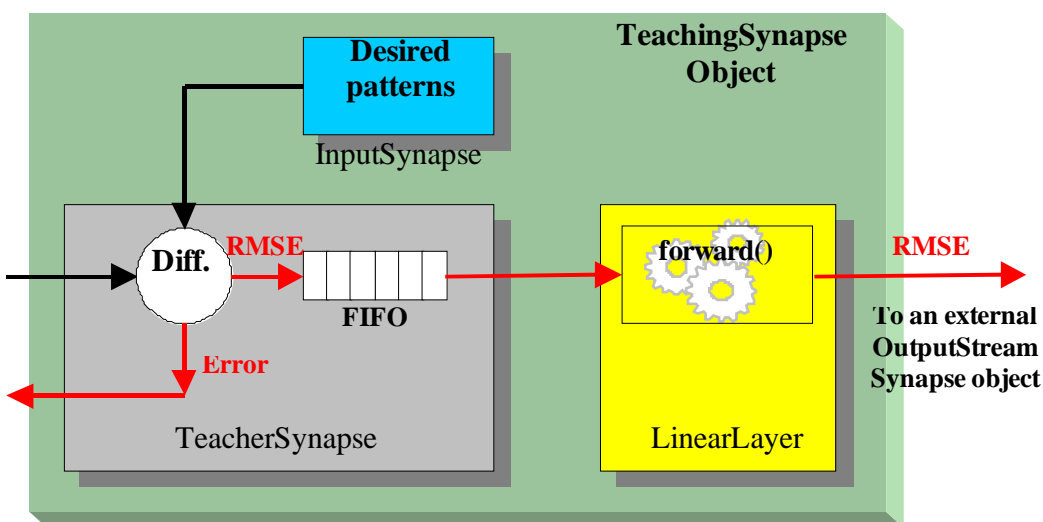 TeachingSynapse
Object
Desired
patterns
InputSynapse
Diff.
RMSE
FIFO
Error
TeacherSynapse
forward()
LinearLayer
RMSE
To an external
OutputStream
Synapse object